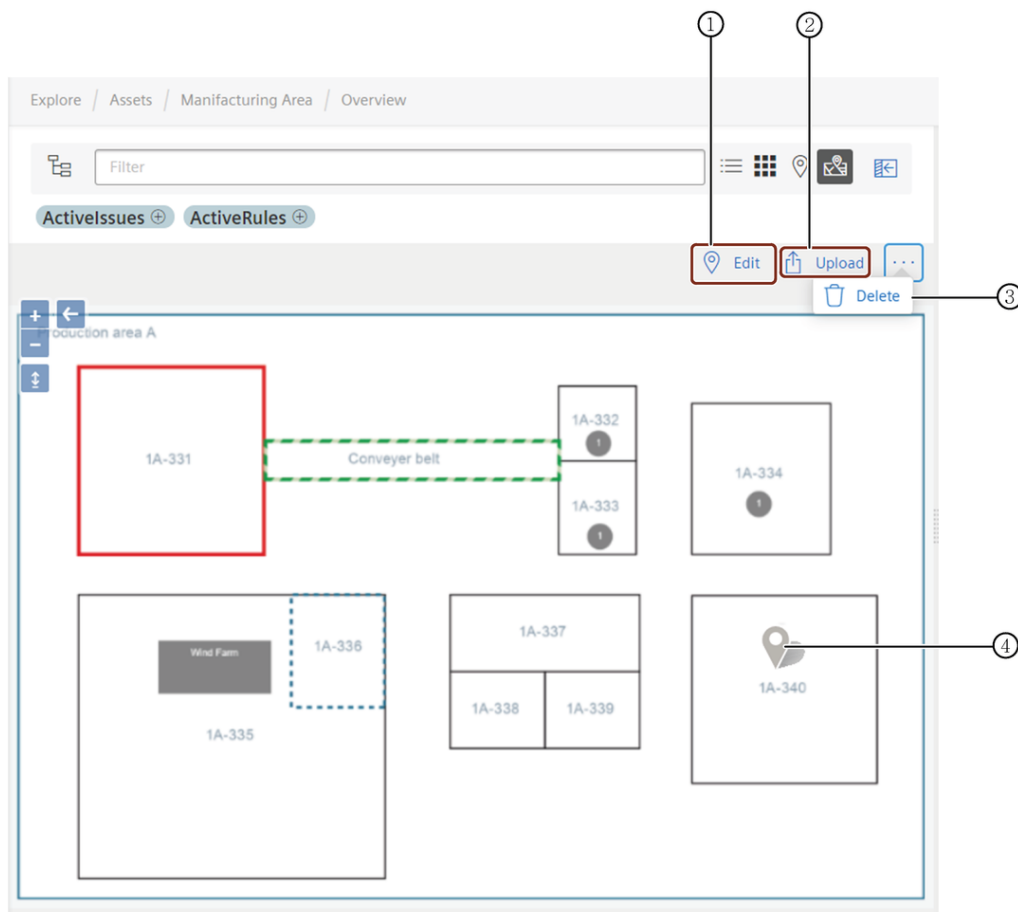 ① ②
Explore / Assets / Manifacturing Area / Overview
Filter
ActiveIssues ActiveRules
Edit Upload ...
Delete ③
Production area A
1A-331
Conveyer belt
1A-332
1
1A-333
1
1A-334
1
Wind Farm
1A-336
1A-335
1A-337
1A-338 1A-339
④
1A-340